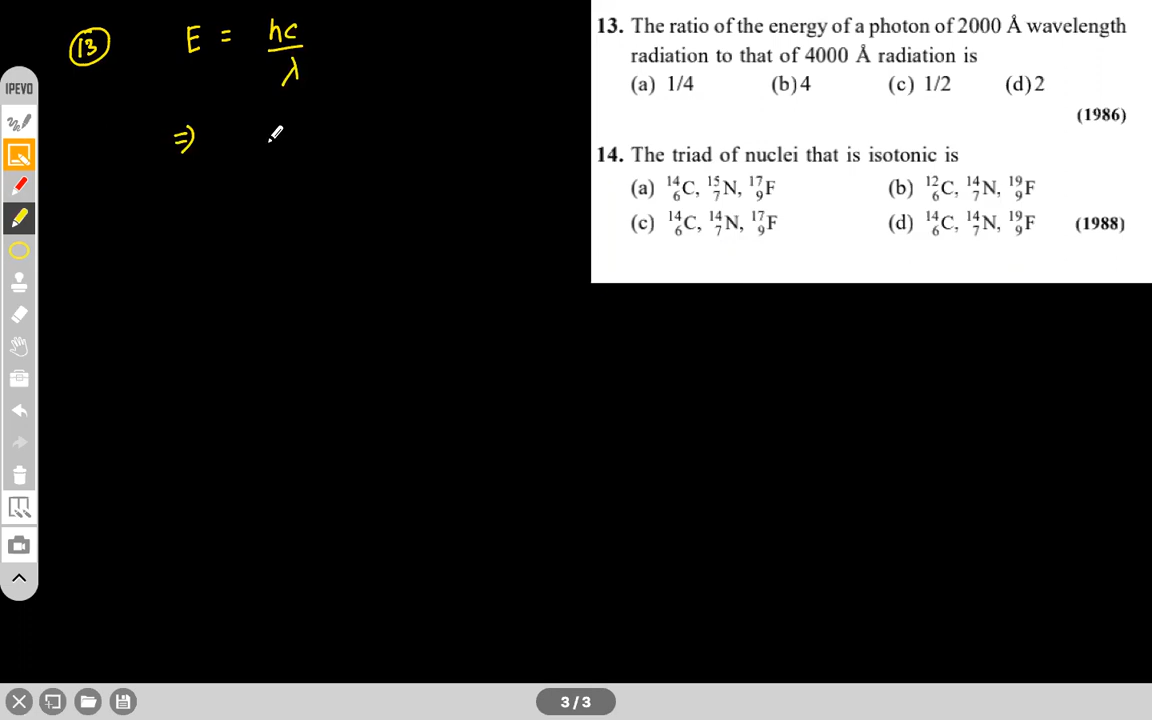 ⑬ E = hc/λ
⇒
IPEVO
13. The ratio of the energy of a photon of 2000 Å wavelength
radiation to that of 4000 Å radiation is
(a) 1/4 (b) 4 (c) 1/2 (d) 2
(1986)
14. The triad of nuclei that is isotonic is
(a) ¹⁴₆C, ¹⁵₇N, ¹⁷₉F (b) ¹²₆C, ¹⁴₇N, ¹⁹₉F
(c) ¹⁴₆C, ¹⁴₇N, ¹⁷₉F (d) ¹⁴₆C, ¹⁴₇N, ¹⁹₉F (1988)
3 / 3